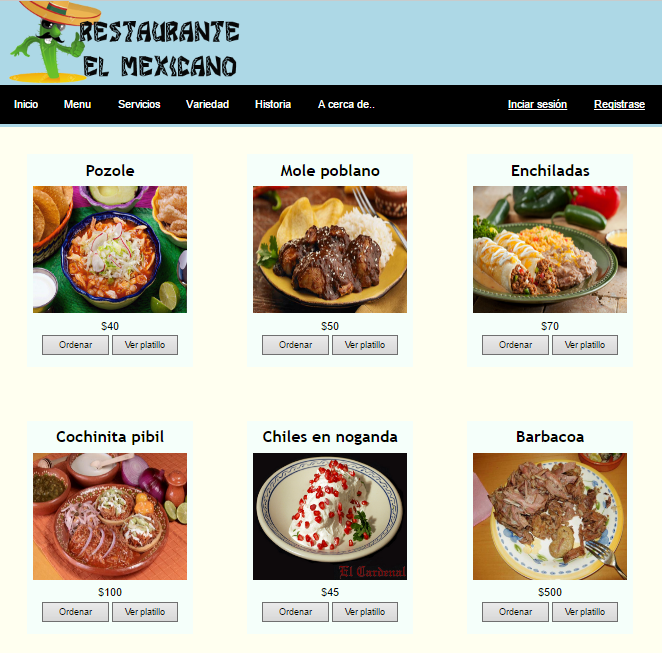 RESTAURANTE
EL MEXICANO
Inicio Menu Servicios Variedad Historia A cerca de.. Inciar sesión Registrase
Pozole Mole poblano Enchiladas
$40 $50 $70
Ordenar Ver platillo Ordenar Ver platillo Ordenar Ver platillo
Cochinita pibil Chiles en noganda Barbacoa
El Cardenal
$100 $45 $500
Ordenar Ver platillo Ordenar Ver platillo Ordenar Ver platillo